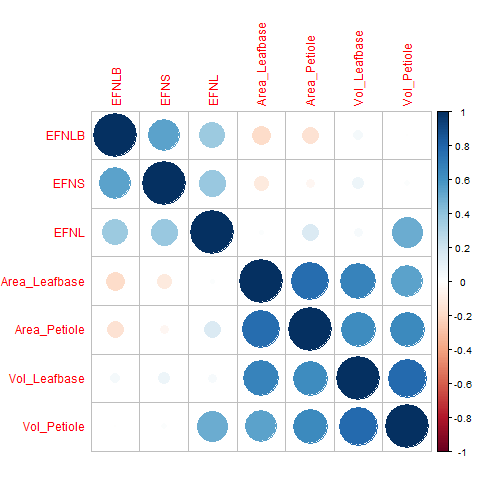 EFNLB
EFNS
EFNL
Area_Leafbase
Area_Petiole
Vol_Leafbase
Vol_Petiole
EFNLB
EFNS
EFNL
Area_Leafbase
Area_Petiole
Vol_Leafbase
Vol_Petiole
1
0.8
0.6
0.4
0.2
0
-0.2
-0.4
-0.6
-0.8
-1